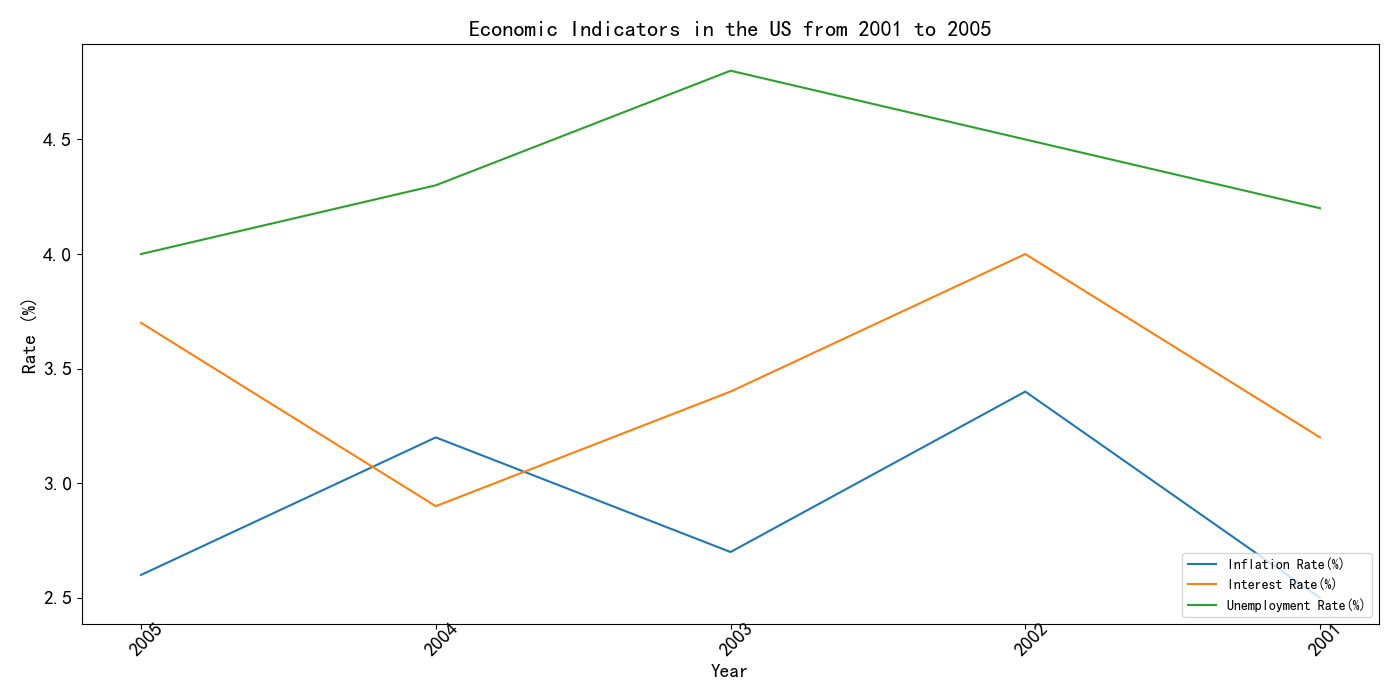 Economic Indicators in the US from 2001 to 2005
Rate (%)
4.5
4.0
3.5
3.0
2.5
2005 2004 2003 2002 2001
Year
Inflation Rate(%)
Interest Rate(%)
Unemployment Rate(%)